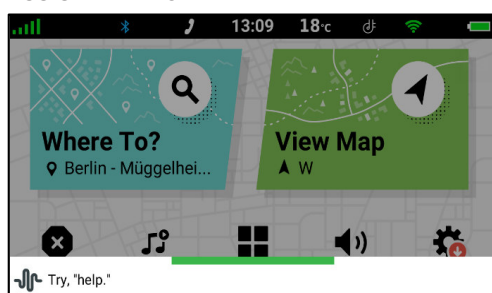 13:09 18°C
Where To?
Berlin - Müggelhei...
View Map
W
Try, "help."